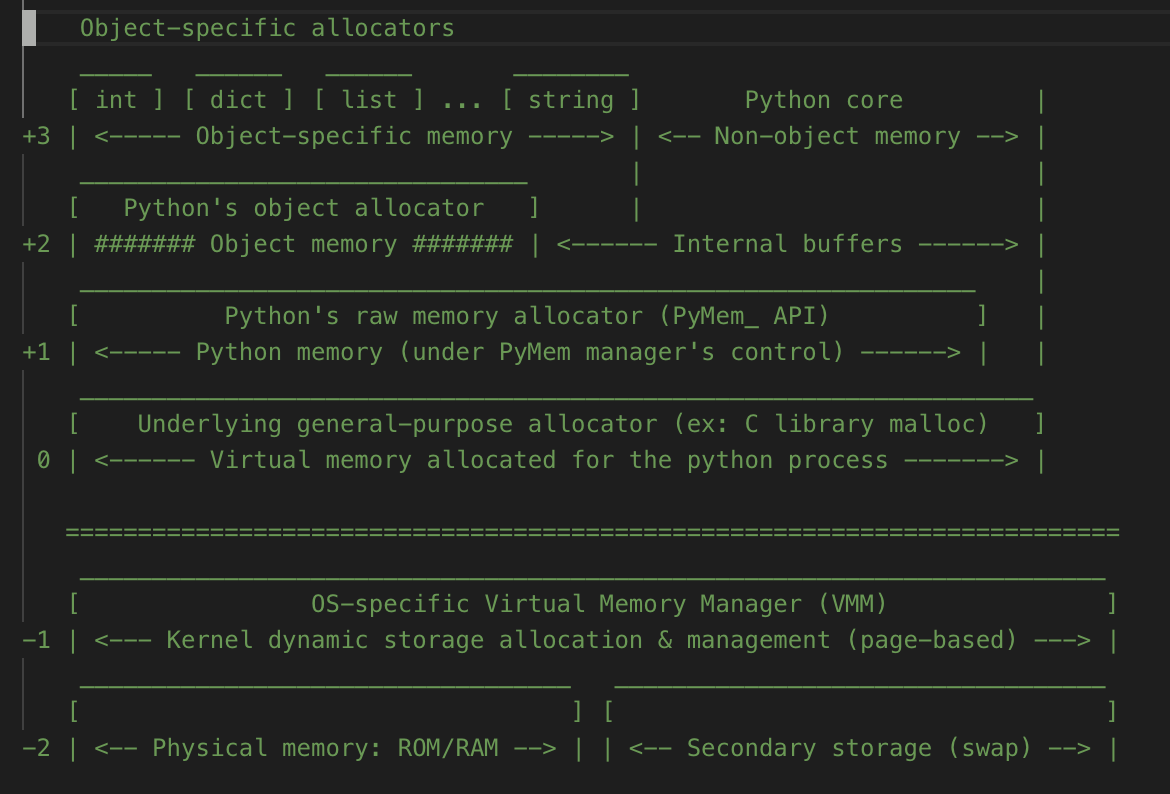 Object-specific allocators
_____   ______   ______       ________
[ int ] [ dict ] [ list ] ... [ string ]       Python core         |
+3 | <----- Object-specific memory -----> | <-- Non-object memory --> |
_______________________________       |                           |
[   Python's object allocator   ]      |                           |
+2 | ####### Object memory ####### | <------ Internal buffers ------> |
______________________________________________________________    |
[          Python's raw memory allocator (PyMem_ API)          ]   |
+1 | <----- Python memory (under PyMem manager's control) ------> |   |
__________________________________________________________________
[    Underlying general-purpose allocator (ex: C library malloc)   ]
0 | <------ Virtual memory allocated for the python process -------> |
=========================================================================
_______________________________________________________________________
[                OS-specific Virtual Memory Manager (VMM)               ]
-1 | <--- Kernel dynamic storage allocation & management (page-based) ---> |
__________________________________   __________________________________
[                                  ] [                                  ]
-2 | <-- Physical memory: ROM/RAM --> | | <-- Secondary storage (swap) --> |